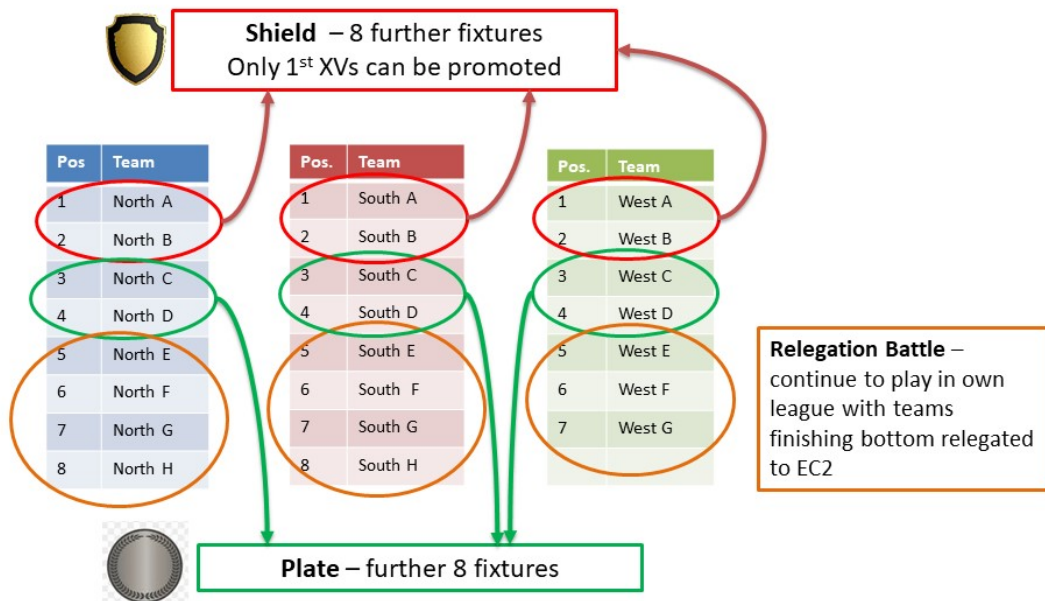 Shield – 8 further fixtures
Only 1st XVs can be promoted
Pos Team
1 North A
2 North B
3 North C
4 North D
5 North E
6 North F
7 North G
8 North H
Pos. Team
1 South A
2 South B
3 South C
4 South D
5 South E
6 South F
7 South G
8 South H
Pos. Team
1 West A
2 West B
3 West C
4 West D
5 West E
6 West F
7 West G
Relegation Battle –
continue to play in own
league with teams
finishing bottom relegated
to EC2
Plate – further 8 fixtures